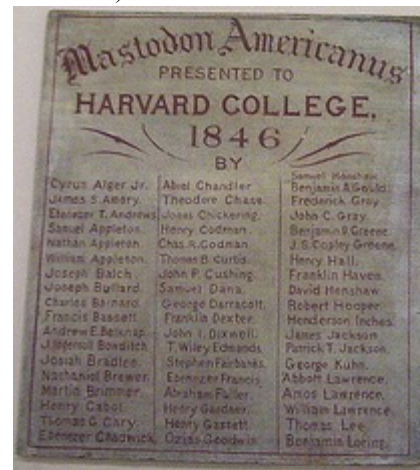 Mastodon Americanus
PRESENTED TO
HARVARD COLLEGE,
1846
BY
Cyrus Alger Jr.
James S. Amory.
Ebenezer T. Andrews
Samuel Appleton.
Nathan Appleton.
William Appleton.
Joseph Balch.
Joseph Bullard.
Charles Barnard.
Francis Bassett.
Andrew E. Belknap.
J. Ingersoll Bowditch.
Josiah Bradlee.
Nathaniel Brewer.
Martin Brimmer.
Henry Cabot.
Thomas G. Cary.
Ebenezer Chadwick.
Abiel Chandler
Theodore Chase.
Jonas Chickering.
Henry Codman.
Chas. R. Codman.
Thomas B. Curtis.
John P. Cushing.
Samuel Dana.
George Darracott.
Franklin Dexter.
John J. Dixwell.
T. Wiley Edmands.
Stephen Fairbanks.
Ebenezer Francis.
Abraham Fuller.
Henry Gardner.
Henry Gassett.
Ozias Goodwin.
Samuel Henshaw.
Benjamin A. Gould.
Frederick Gray
John C. Gray.
Benjamin D. Greene.
J. S. Copley Greene.
Henry Hall.
Franklin Haven.
David Henshaw.
Robert Hooper.
Henderson Inches.
James Jackson
Patrick T. Jackson.
George Kuhn.
Abbott Lawrence.
Amos Lawrence.
William Lawrence.
Thomas Lee.
Benjamin Loring.